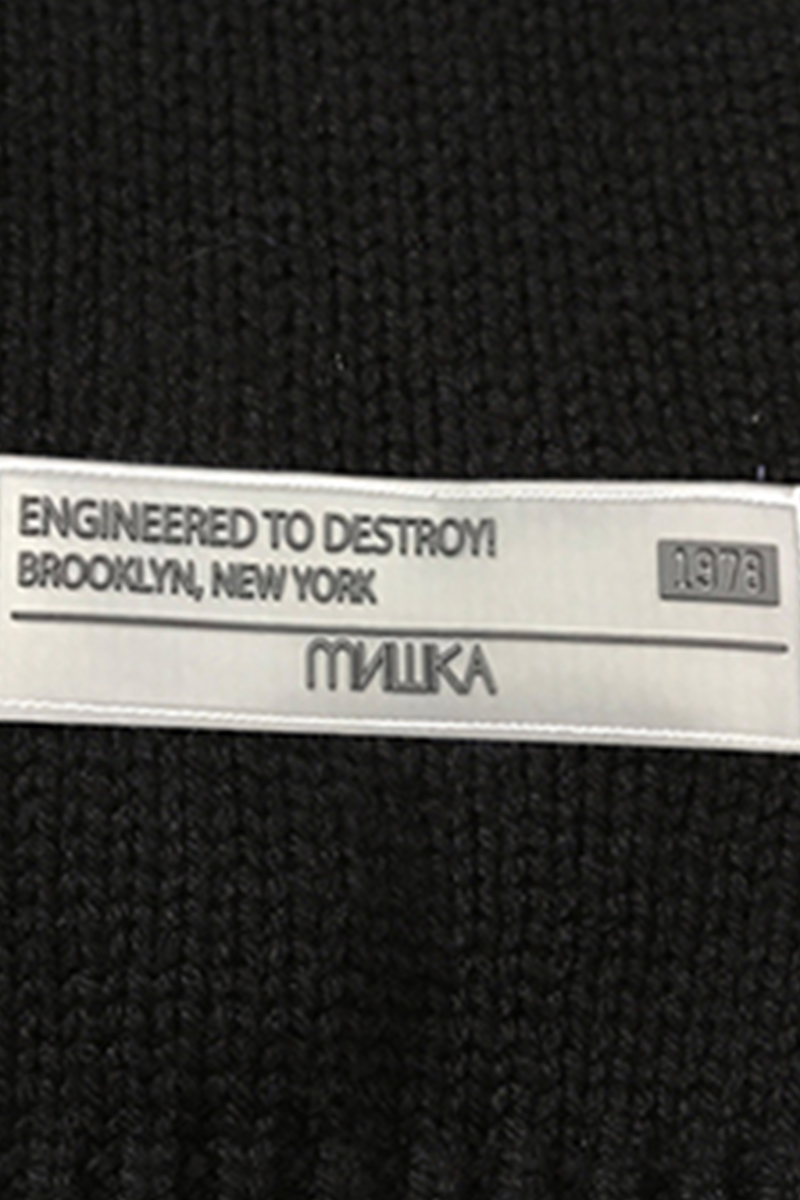 ENGINEERED TO DESTROY!
BROOKLYN, NEW YORK
1978
МИШКА